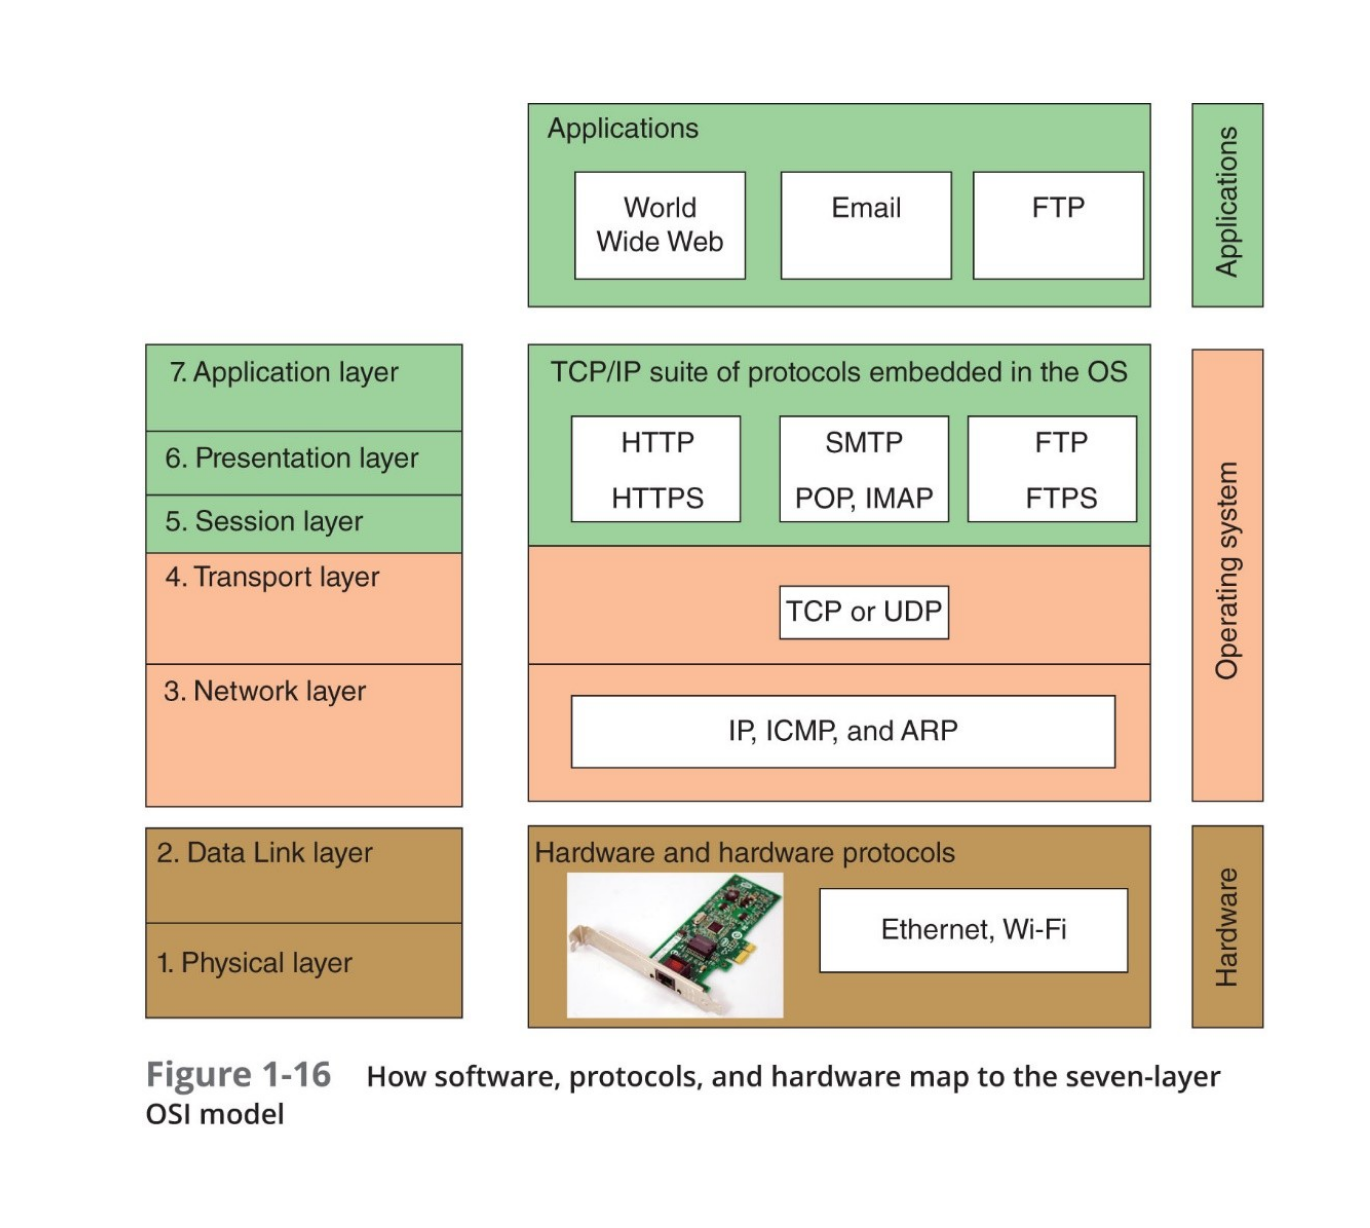 Applications
World
Wide Web
Email
FTP
Applications
7. Application layer
6. Presentation layer
5. Session layer
4. Transport layer
3. Network layer
TCP/IP suite of protocols embedded in the OS
HTTP
HTTPS
SMTP
POP, IMAP
FTP
FTPS
TCP or UDP
IP, ICMP, and ARP
Operating system
2. Data Link layer
1. Physical layer
Hardware and hardware protocols
Ethernet, Wi-Fi
Hardware
Figure 1-16 How software, protocols, and hardware map to the seven-layer
OSI model